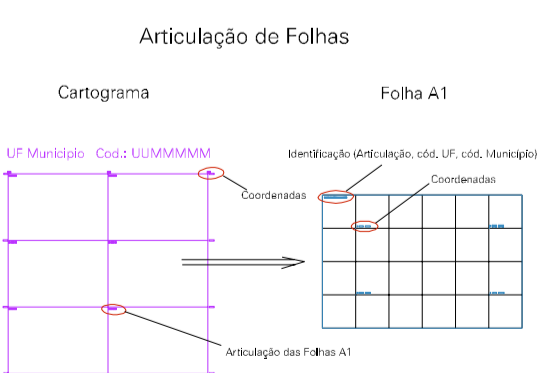 Articulação de Folhas
Cartograma
Folha A1
UF Municipio Cod.: UUMMMMM
Identificação (Articulação, cód. UF, cód. Município)
Coordenadas
Coordenadas
Articulação das Folhas A1